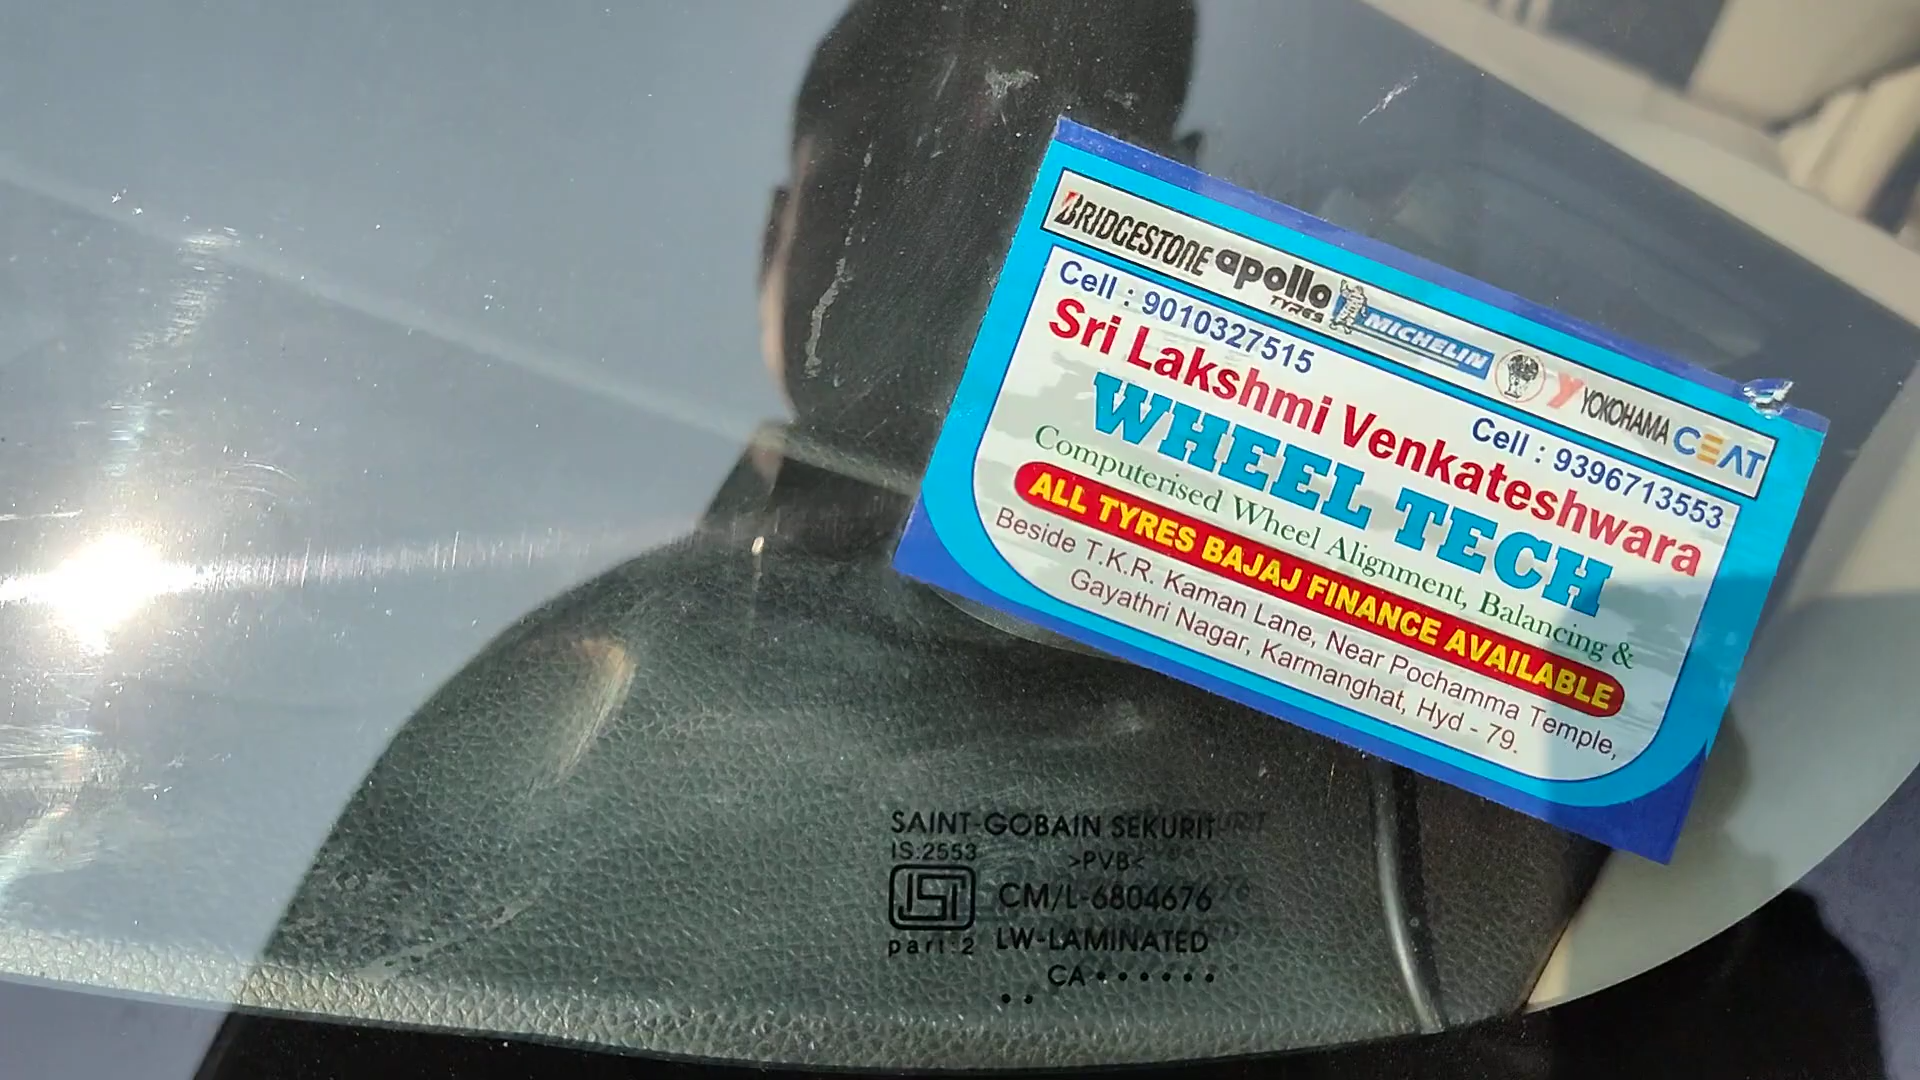 BRIDGESTONE apollo TYRES MICHELIN YOKOHAMA CEAT
Cell : 9010327515 Cell : 9396713553
Sri Lakshmi Venkateshwara
WHEEL TECH
Computerised Wheel Alignment, Balancing &
ALL TYRES BAJAJ FINANCE AVAILABLE
Beside T.K.R. Kaman Lane, Near Pochamma Temple,
Gayathri Nagar, Karmanghat, Hyd - 79.
SAINT-GOBAIN SEKURIT
IS:2553 >PVB<
ISI CM/L-6804676
part:2 LW-LAMINATED
CA